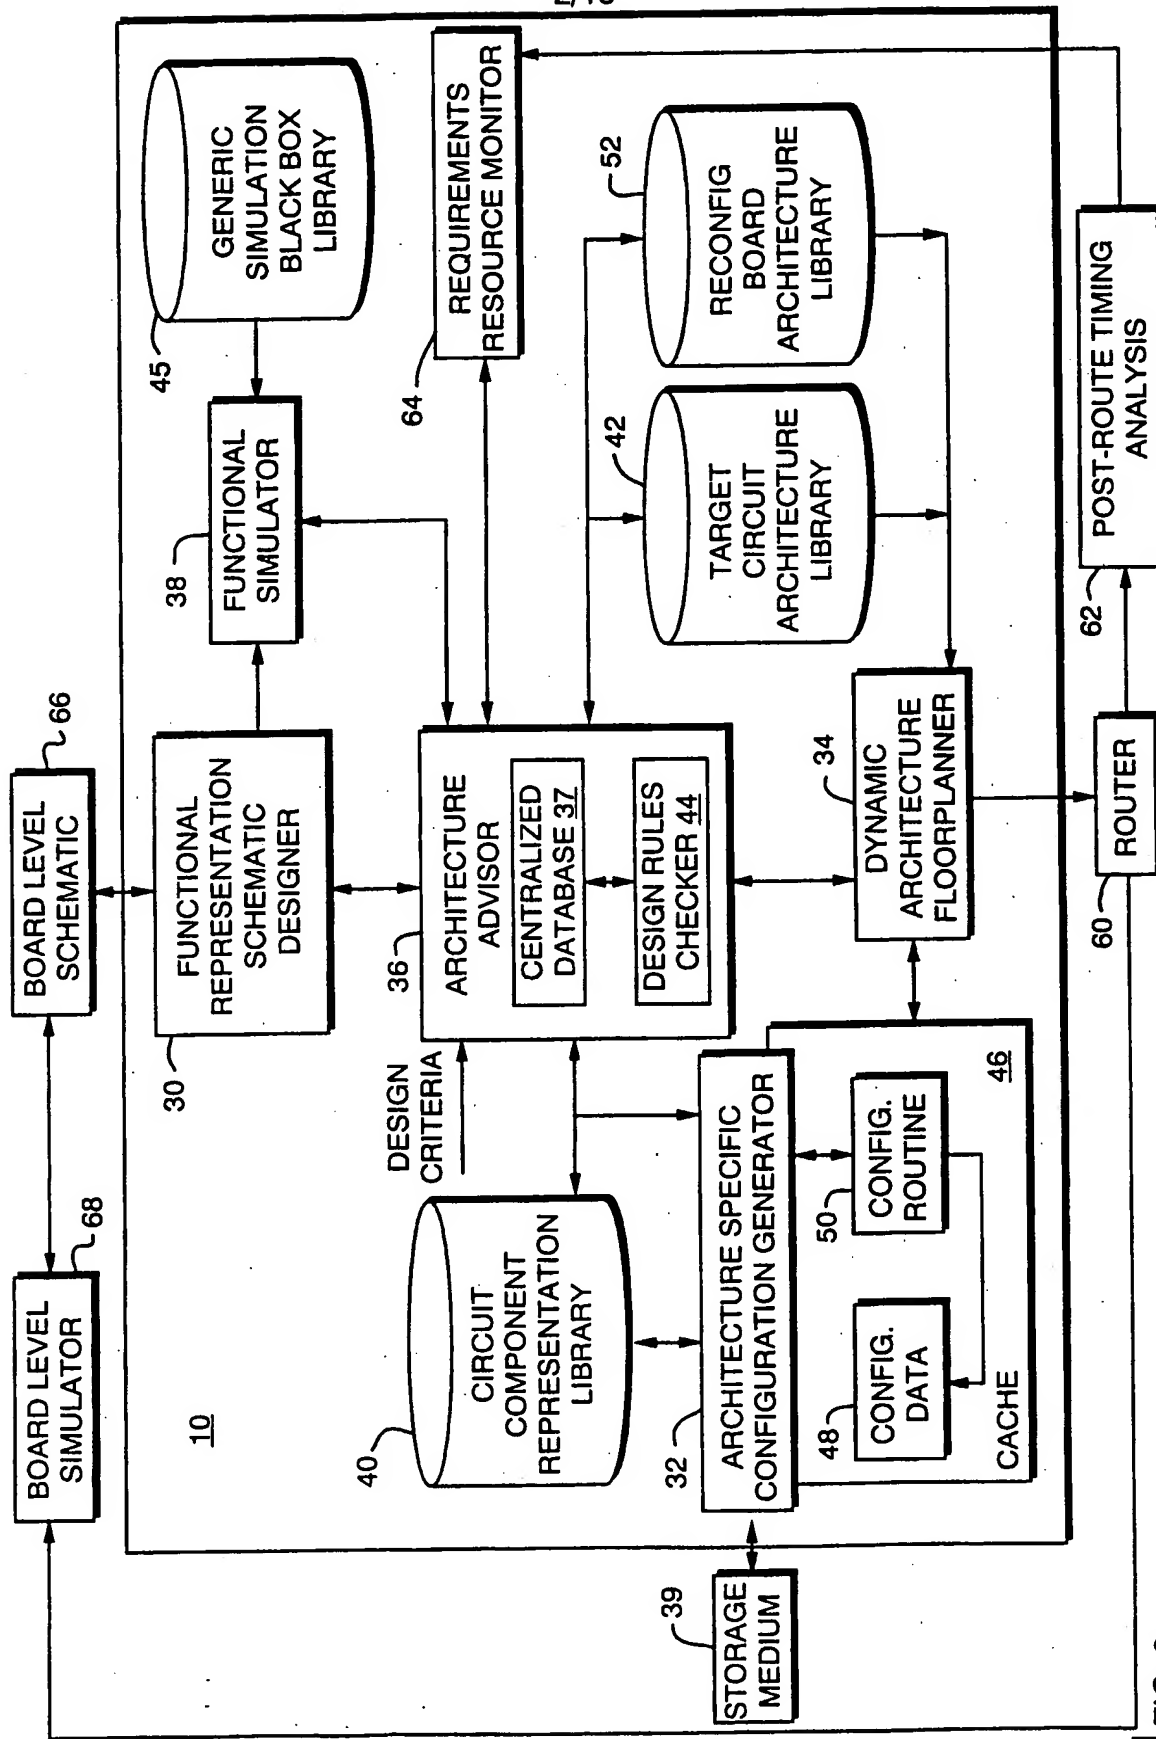 BOARD LEVEL
SIMULATOR
68
BOARD LEVEL
SCHEMATIC
66
10
30
FUNCTIONAL
REPRESENTATION
SCHEMATIC
DESIGNER
38
FUNCTIONAL
SIMULATOR
45
GENERIC
SIMULATION
BLACK BOX
LIBRARY
40
CIRCUIT
COMPONENT
REPRESENTATION
LIBRARY
DESIGN
CRITERIA
36
ARCHITECTURE
ADVISOR
CENTRALIZED
DATABASE 37
DESIGN RULES
CHECKER 44
64
REQUIREMENTS
RESOURCE MONITOR
42
TARGET
CIRCUIT
ARCHITECTURE
LIBRARY
52
RECONFIG
BOARD
ARCHITECTURE
LIBRARY
39
STORAGE
MEDIUM
32
ARCHITECTURE SPECIFIC
CONFIGURATION GENERATOR
48
CONFIG.
DATA
50
CONFIG.
ROUTINE
46
CACHE
34
DYNAMIC
ARCHITECTURE
FLOORPLANNER
60
ROUTER
62
POST-ROUTE TIMING
ANALYSIS